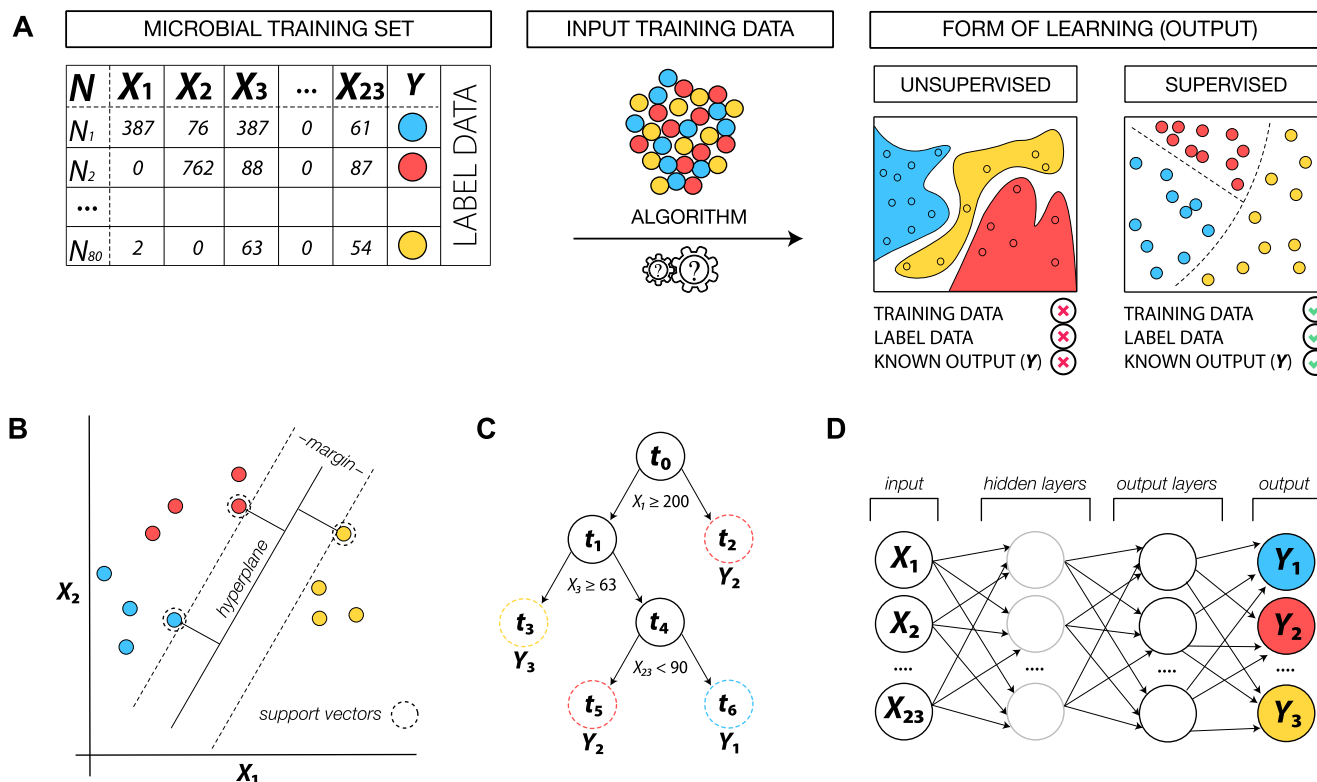 A
MICROBIAL TRAINING SET
INPUT TRAINING DATA
FORM OF LEARNING (OUTPUT)
N X1 X2 X3 ... X23 Y
N1 387 76 387 0 61
N2 0 762 88 0 87
...
N80 2 0 63 0 54
LABEL DATA
ALGORITHM
? ?
UNSUPERVISED
SUPERVISED
TRAINING DATA
LABEL DATA
KNOWN OUTPUT (Y)
TRAINING DATA
LABEL DATA
KNOWN OUTPUT (Y)
B
X2
margin
hyperplane
support vectors
X1
C
t0
X1 ≥ 200
t1
t2
Y2
X3 ≥ 63
t3
Y3
t4
X23 < 90
t5
Y2
t6
Y1
D
input hidden layers output layers output
X1 Y1
X2 Y2
.... .... .... ....
X23 Y3